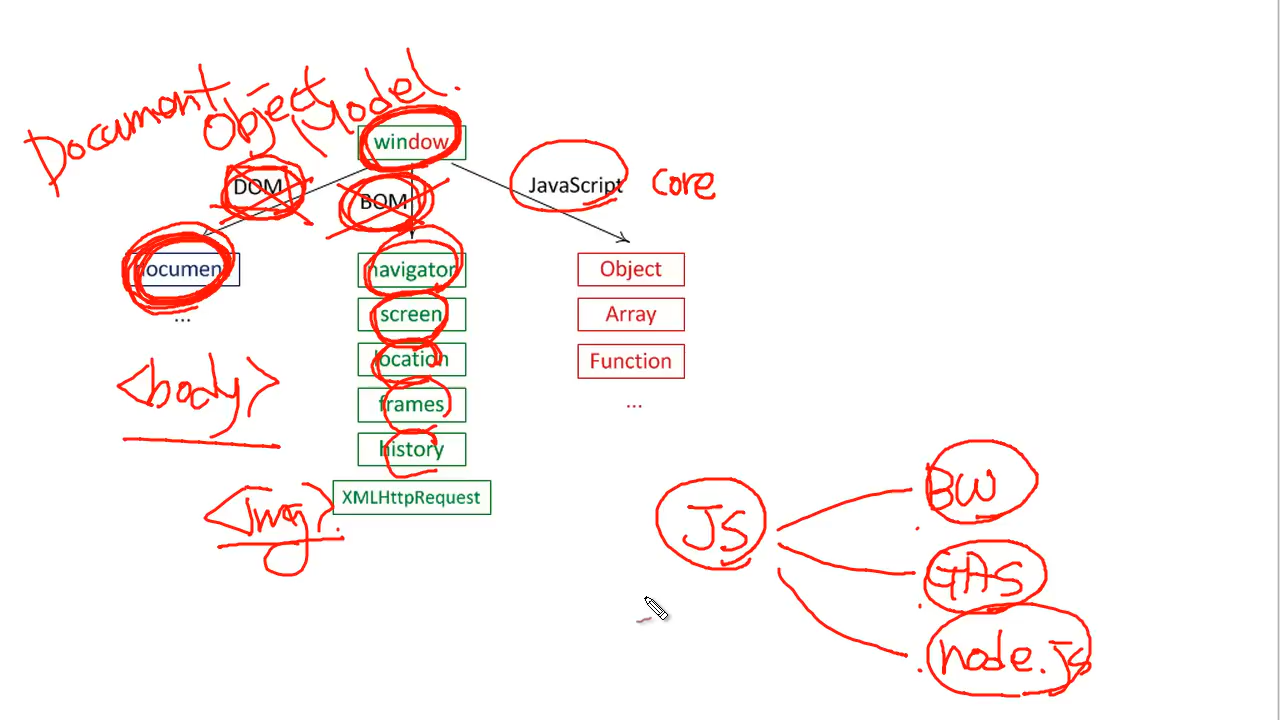 Document Object Model.
window
DOM
BOM
JavaScript
core
document
navigator
Object
screen
Array
...
location
Function
<body>
frames
...
history
<img>.
XMLHttpRequest
JS
BW
GAS
node.js